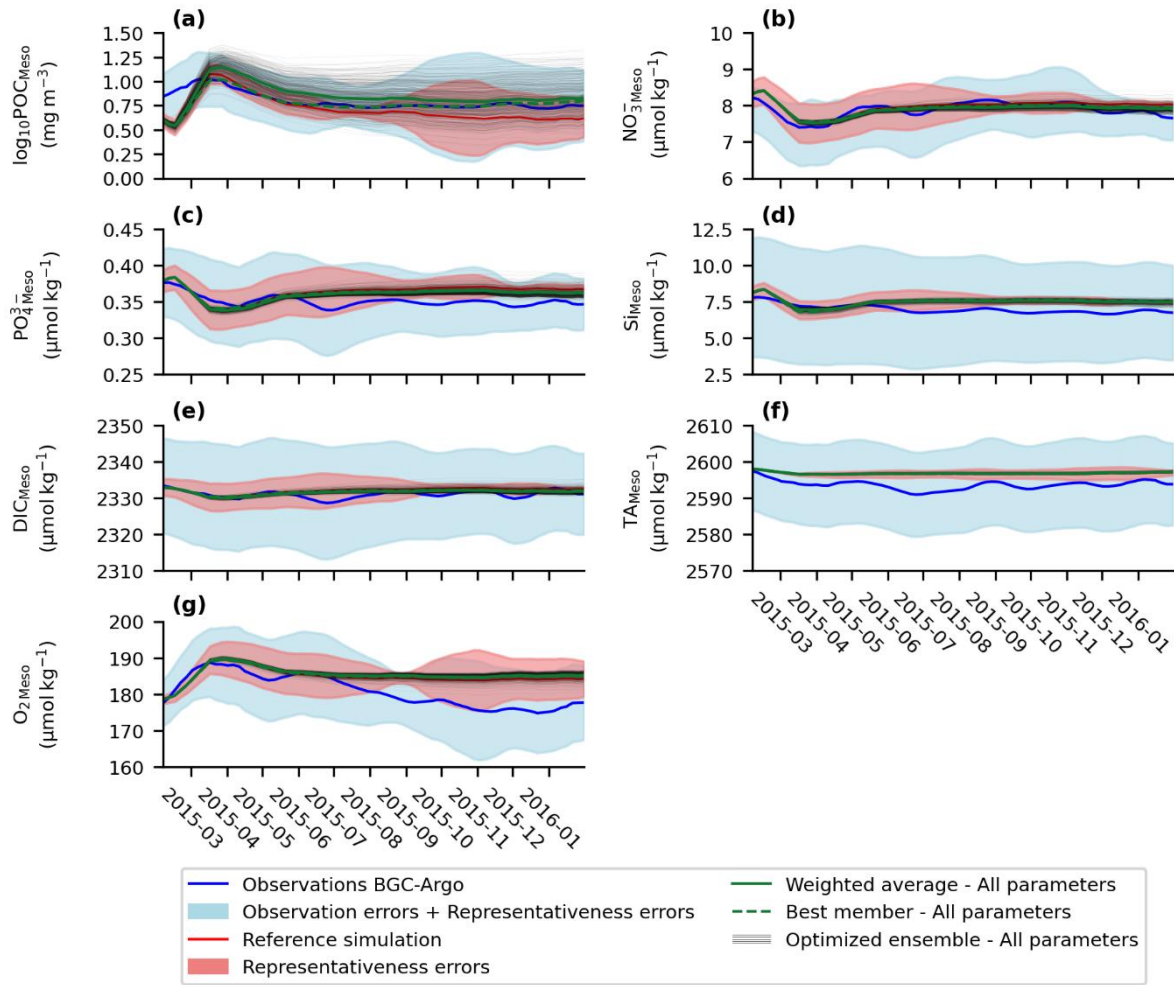 (a)
1.50
1.25
1.00
0.75
0.50
0.25
0.00
log₁₀POC_Meso
(mg m⁻³)
(b)
10
9
8
7
6
NO₃⁻ Meso
(µmol kg⁻¹)
(c)
0.45
0.40
0.35
0.30
0.25
PO₄³⁻ Meso
(µmol kg⁻¹)
(d)
12.5
10.0
7.5
5.0
2.5
Si_Meso
(µmol kg⁻¹)
(e)
2350
2340
2330
2320
2310
DIC_Meso
(µmol kg⁻¹)
(f)
2610
2600
2590
2580
2570
TA_Meso
(µmol kg⁻¹)
2015-03
2015-04
2015-05
2015-06
2015-07
2015-08
2015-09
2015-10
2015-11
2015-12
2016-01
(g)
200
190
180
170
160
O₂ Meso
(µmol kg⁻¹)
2015-03
2015-04
2015-05
2015-06
2015-07
2015-08
2015-09
2015-10
2015-11
2015-12
2016-01
Observations BGC-Argo
Observation errors + Representativeness errors
Reference simulation
Representativeness errors
Weighted average - All parameters
Best member - All parameters
Optimized ensemble - All parameters